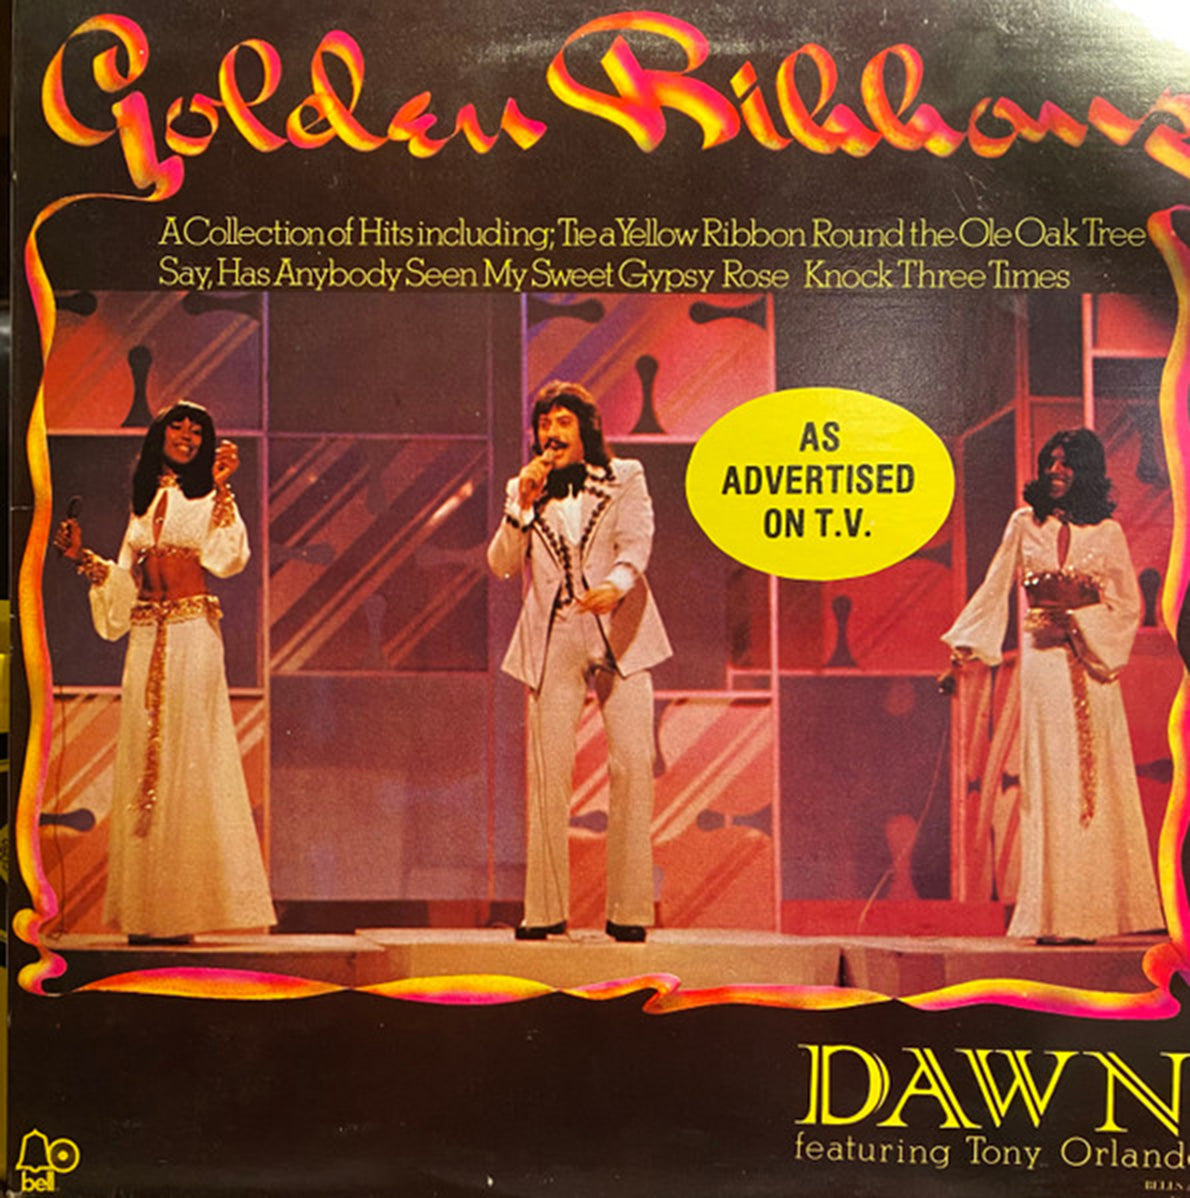 Golden Ribbons
A Collection of Hits including; Tie a Yellow Ribbon Round the Ole Oak Tree
Say, Has Anybody Seen My Sweet Gypsy Rose Knock Three Times
AS
ADVERTISED
ON T.V.
DAWN
featuring Tony Orlando
bell